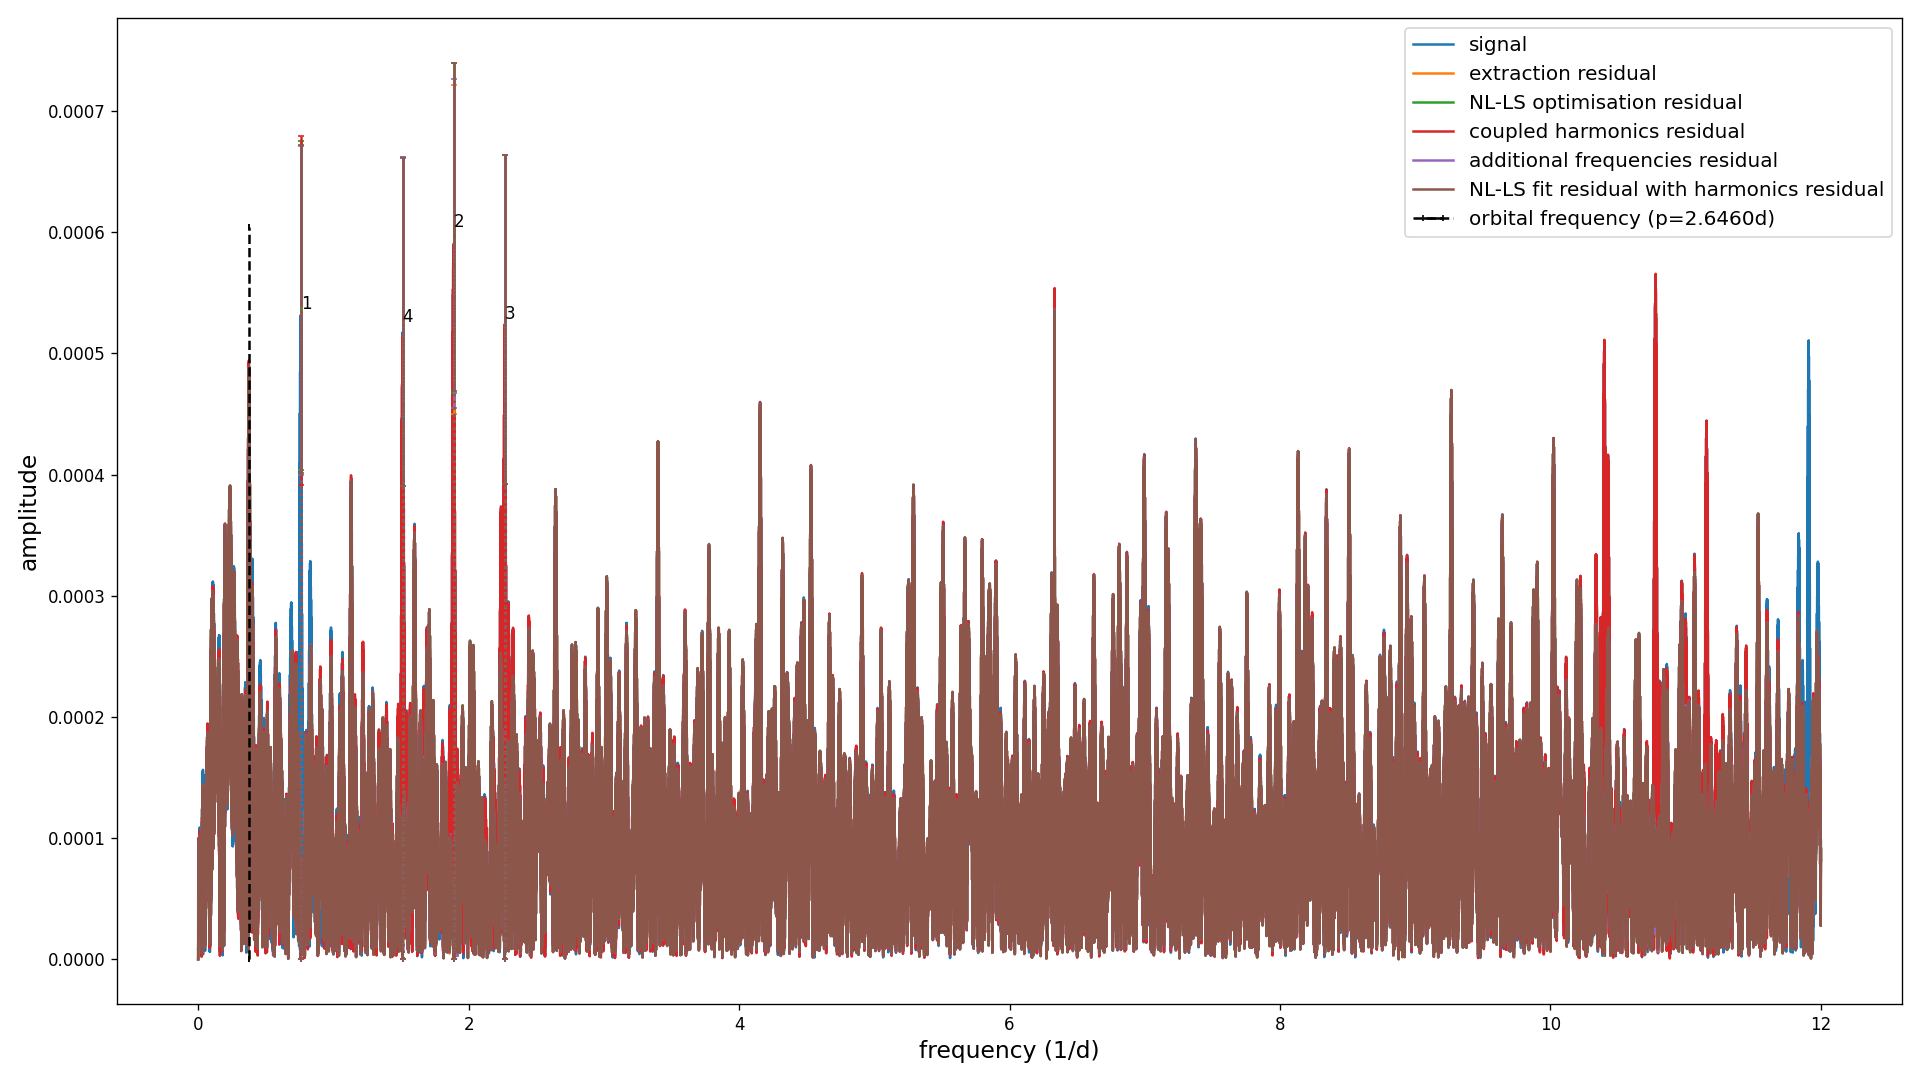 signal
extraction residual
NL-LS optimisation residual
coupled harmonics residual
additional frequencies residual
NL-LS fit residual with harmonics residual
orbital frequency (p=2.6460d)
amplitude
0.0007
0.0006
0.0005
0.0004
0.0003
0.0002
0.0001
0.0000
1
4
2
3
0 2 4 6 8 10 12
frequency (1/d)